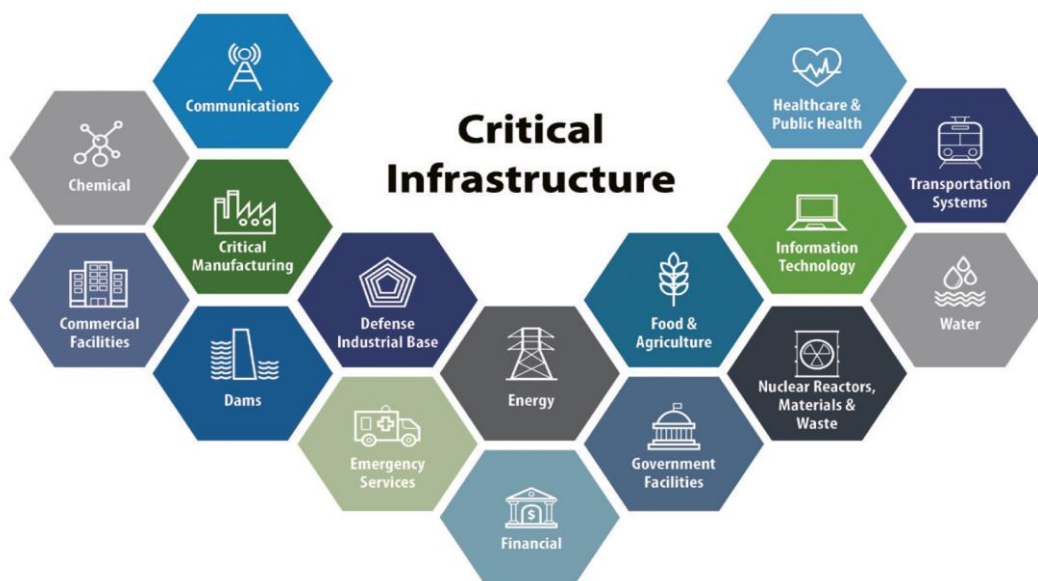 Critical
Infrastructure
Communications
Chemical
Critical
Manufacturing
Commercial
Facilities
Defense
Industrial Base
Dams
Emergency
Services
Energy
Financial
Food &
Agriculture
Government
Facilities
Healthcare &
Public Health
Information
Technology
Transportation
Systems
Water
Nuclear Reactors,
Materials &
Waste
$